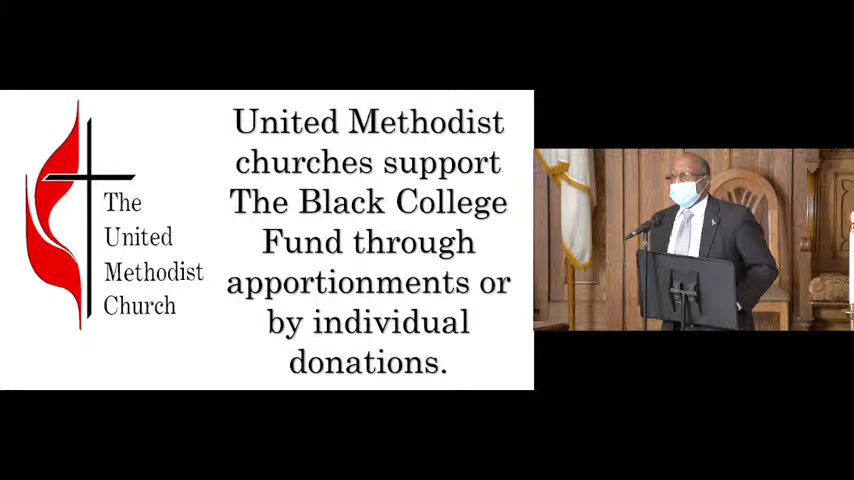 The
United
Methodist
Church
United Methodist
churches support
The Black College
Fund through
apportionments or
by individual
donations.